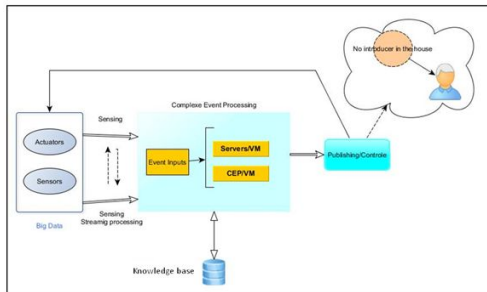 No introducer in the house
Complexe Event Processing
Sensing
Actuators
Servers/VM
Event Inputs
Publishing/Controle
CEP/VM
Sensors
Sensing
Streamig processing
Big Data
Knowledge base